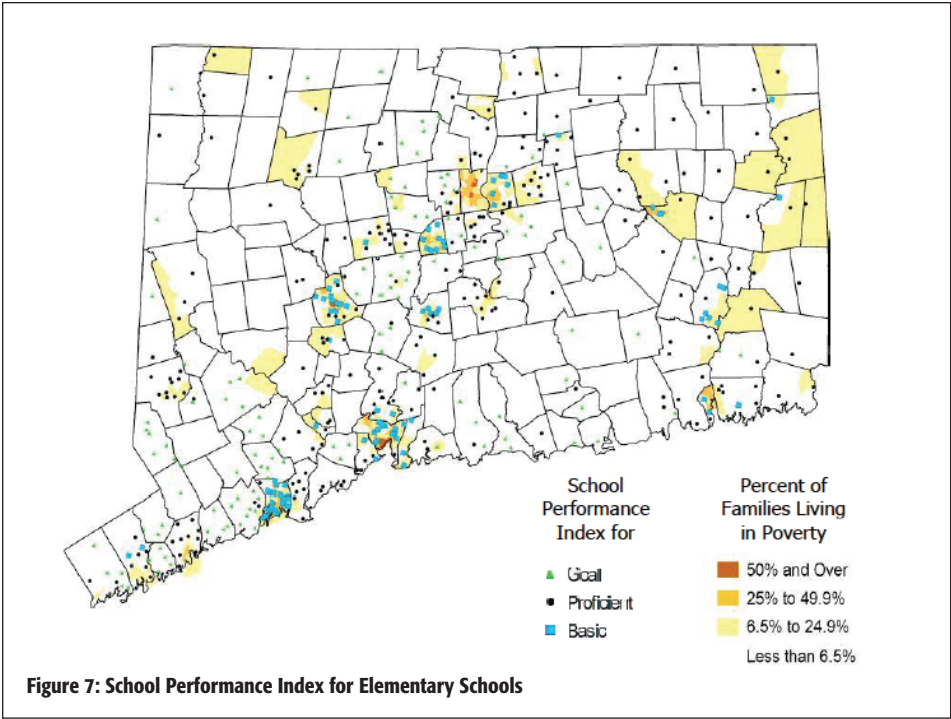 School
Performance
Index for
Goal
Proficient
Basic
Percent of
Families Living
in Poverty
50% and Over
25% to 49.9%
6.5% to 24.9%
Less than 6.5%
Figure 7: School Performance Index for Elementary Schools